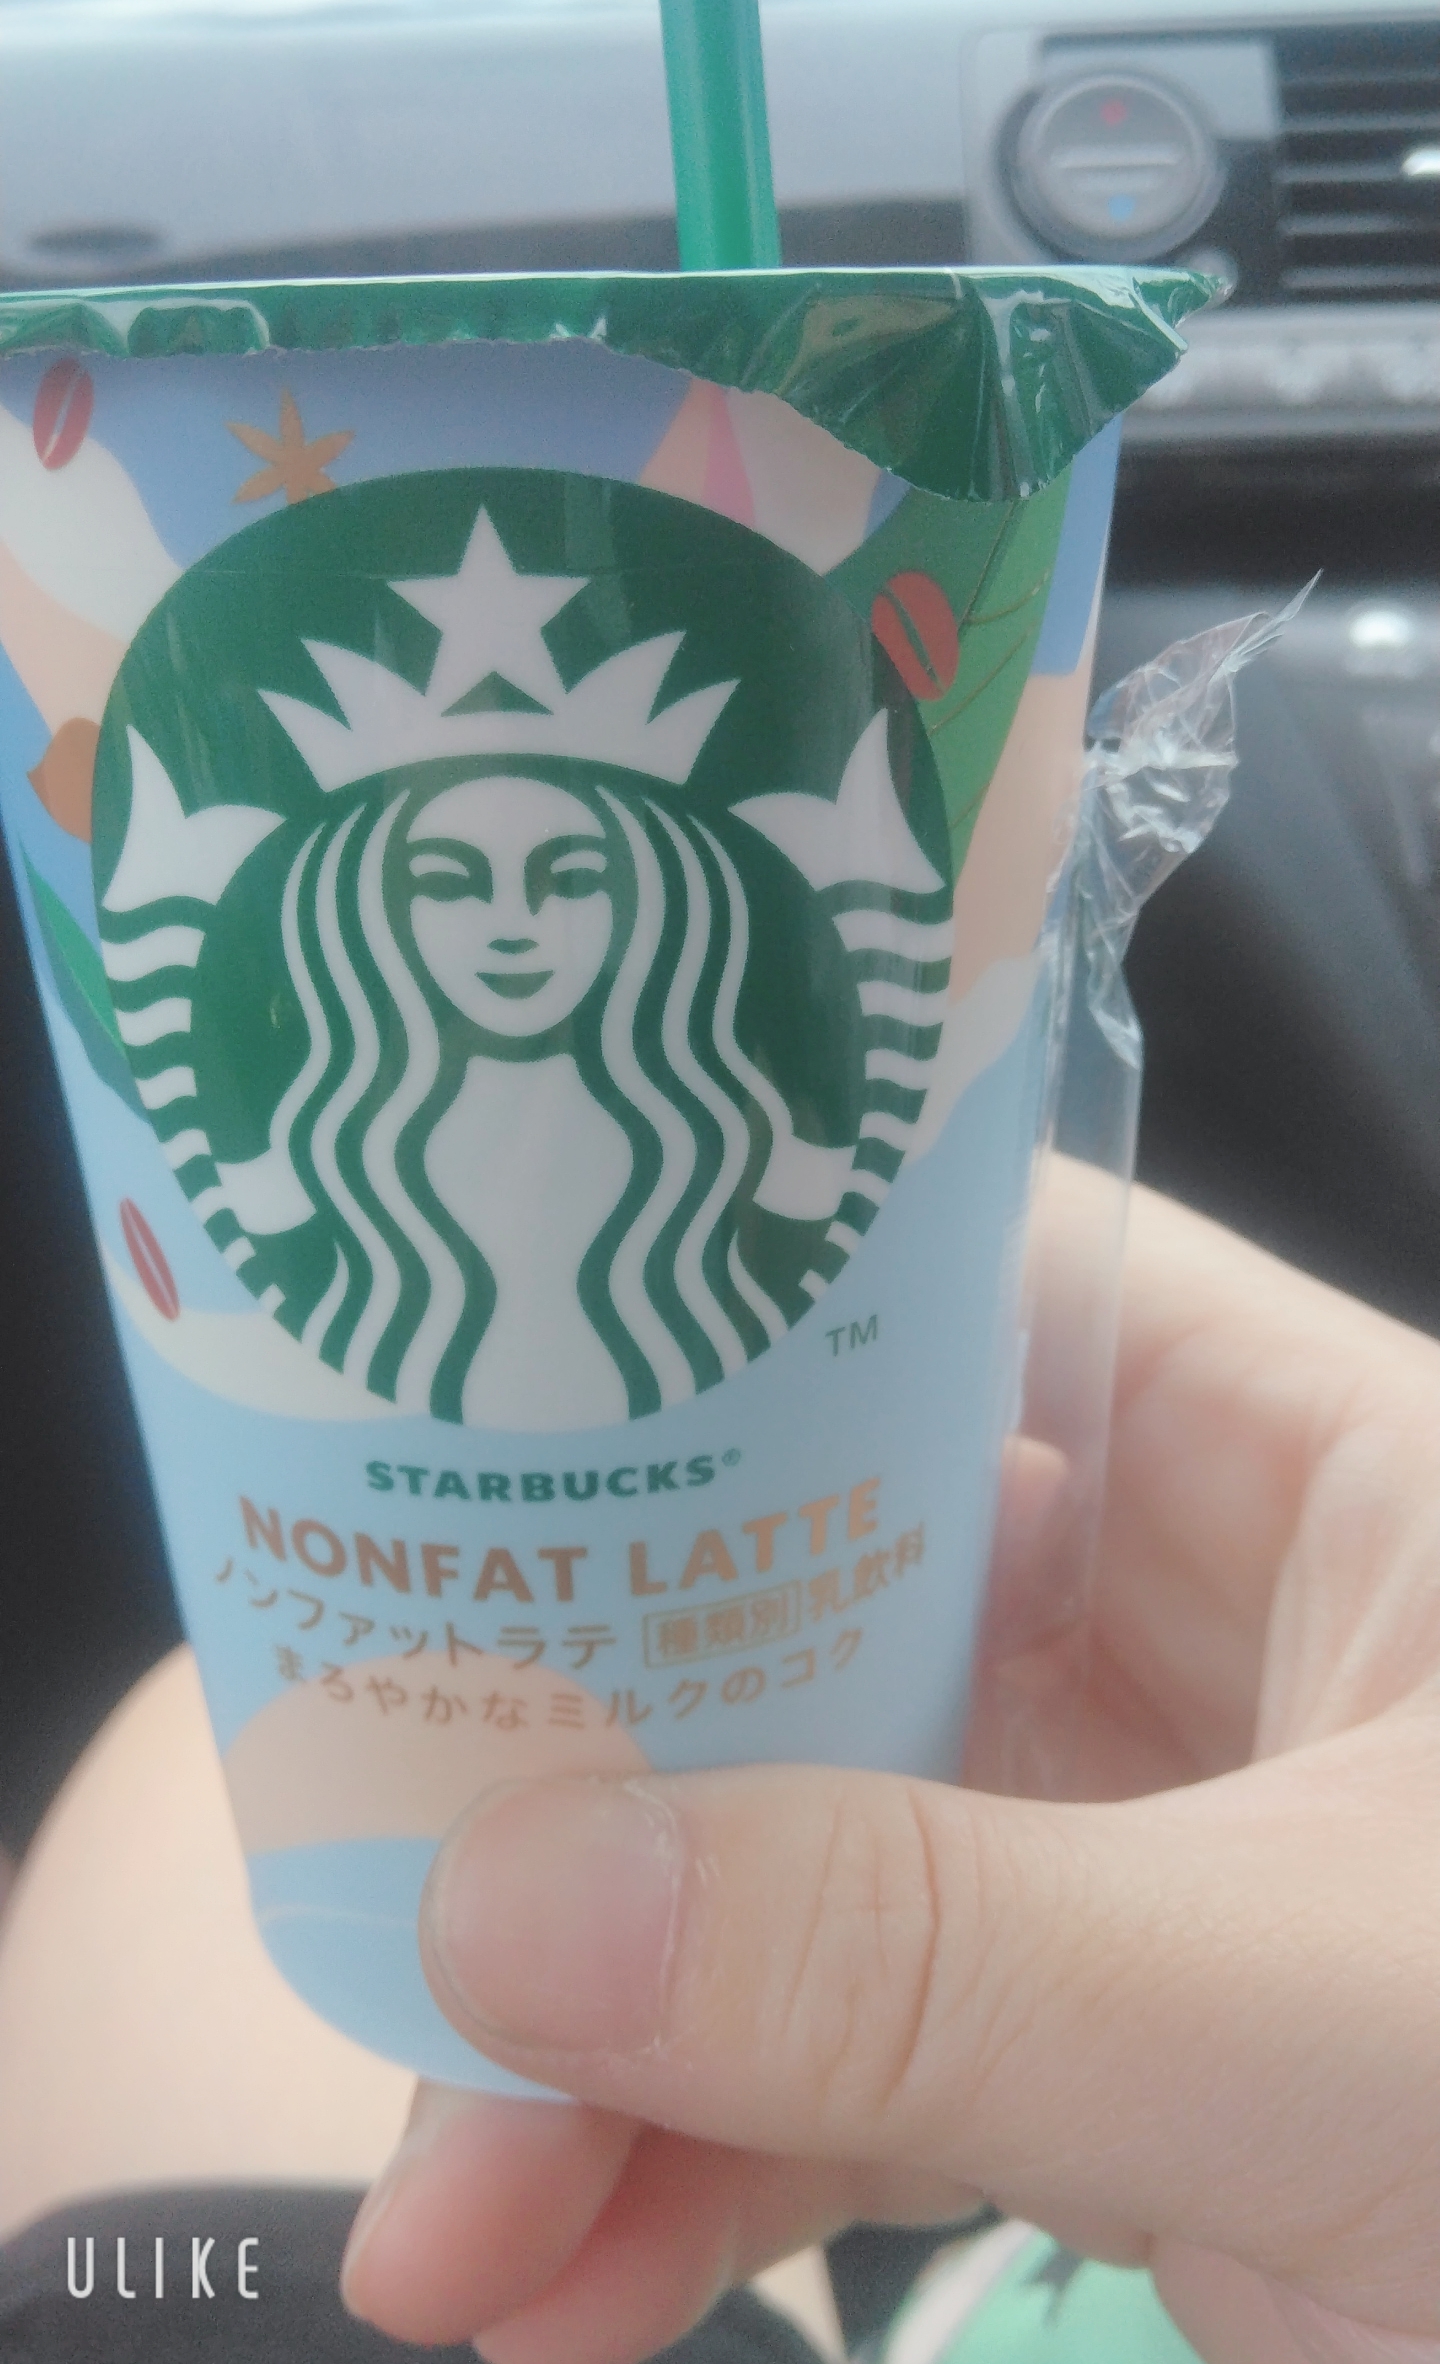 TM
STARBUCKS®
NONFAT LATTE
ノンファットラテ 種類別 乳飲料
まろやかなミルクのコク
ULIKE